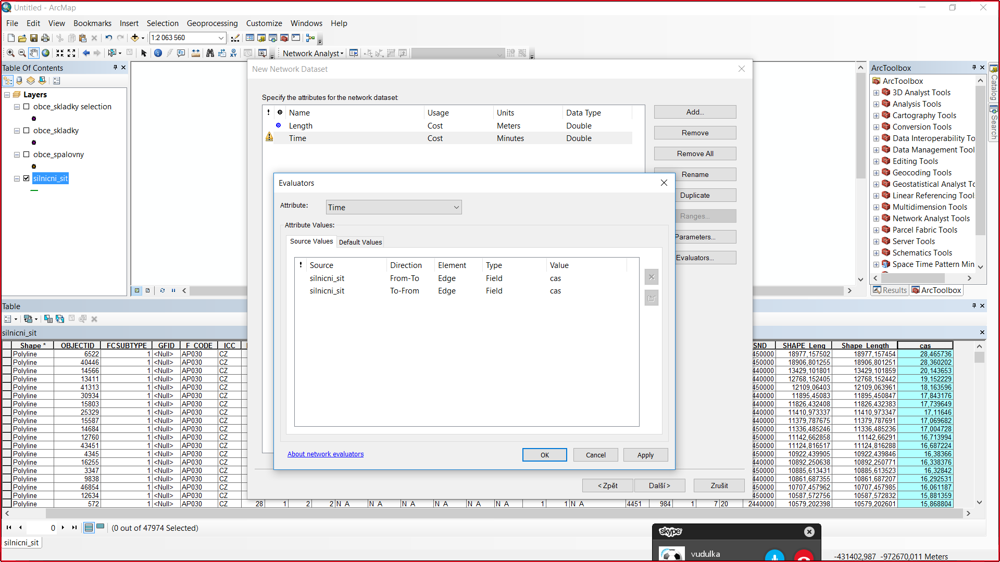 Untitled - ArcMap
File Edit View Bookmarks Insert Selection Geoprocessing Customize Windows Help
1:2 063 560
Network Analyst
Table Of Contents
Layers
obce_skladky selection
obce_skladky
obce_spalovny
silnicni_sit
New Network Dataset
Specify the attributes for the network dataset:
! Name Usage Units Data Type
Length Cost Meters Double
Time Cost Minutes Double
Add...
Remove
Remove All
Rename
Duplicate
Ranges...
Parameters...
Evaluators...
Evaluators
Attribute: Time
Attribute Values:
Source Values Default Values
! Source Direction Element Type Value
silnicni_sit From-To Edge Field cas
silnicni_sit To-From Edge Field cas
About network evaluators
OK Cancel Apply
< Zpět Další > Zrušit
ArcToolbox
ArcToolbox
3D Analyst Tools
Analysis Tools
Cartography Tools
Conversion Tools
Data Interoperability To
Data Management Tool
Editing Tools
Geocoding Tools
Geostatistical Analyst Tc
Linear Referencing Tool
Multidimension Tools
Network Analyst Tools
Parcel Fabric Tools
Server Tools
Schematics Tools
Space Time Pattern Min
Results ArcToolbox
Catalog
Search
Table
silnicni_sit
Shape * OBJECTID FCSUBTYPE GFID F_CODE ICC SND SHAPE_Leng Shape_Length cas
Polyline 6522 1 <Null> AP030 CZ 450000 18977,157502 18977,157454 28,465736
Polyline 40446 1 <Null> AP030 CZ 450000 18906,801255 18906,801251 28,360202
Polyline 14566 1 <Null> AP030 CZ 440000 13429,101801 13429,101859 20,143653
Polyline 13411 1 <Null> AP030 CZ 440000 12768,152405 12768,152442 19,152229
Polyline 41313 1 <Null> AP030 CZ 450000 12109,06403 12109,063961 18,163596
Polyline 30934 1 <Null> AP030 CZ 440000 11895,45083 11895,450847 17,843176
Polyline 15803 1 <Null> AP030 CZ 440000 11826,432408 11826,432383 17,739649
Polyline 25329 1 <Null> AP030 CZ 440000 11410,973337 11410,973347 17,11646
Polyline 15587 1 <Null> AP030 CZ 440000 11379,787675 11379,787691 17,069682
Polyline 14684 1 <Null> AP030 CZ 450000 11336,485246 11336,485236 17,004728
Polyline 12760 1 <Null> AP030 CZ 440000 11142,662858 11142,66291 16,713994
Polyline 43451 1 <Null> AP030 CZ 450000 11124,816517 11124,816288 16,687224
Polyline 4345 1 <Null> AP030 CZ 450000 10922,439905 10922,439846 16,38366
Polyline 16255 1 <Null> AP030 CZ 440000 10892,250638 10892,250771 16,338376
Polyline 3347 1 <Null> AP030 CZ 450000 10885,613431 10885,613523 16,32842
Polyline 9838 1 <Null> AP030 CZ 440000 10861,687355 10861,687207 16,292531
Polyline 46854 1 <Null> AP030 CZ 450000 10707,457962 10707,457985 16,061187
Polyline 12634 1 <Null> AP030 CZ 450000 10587,572756 10587,572832 15,881359
Polyline 572 1 <Null> AP030 CZ 28 1 2 2 N_A N_A N_A N_A N_A N_A 1 1 N_A 4451 984 1 7 20 2440000 10579,202398 10579,202601 15,868804
0 (0 out of 47974 Selected)
silnicni_sit
skype
vudulka
-431402,987 -972670,011 Meters